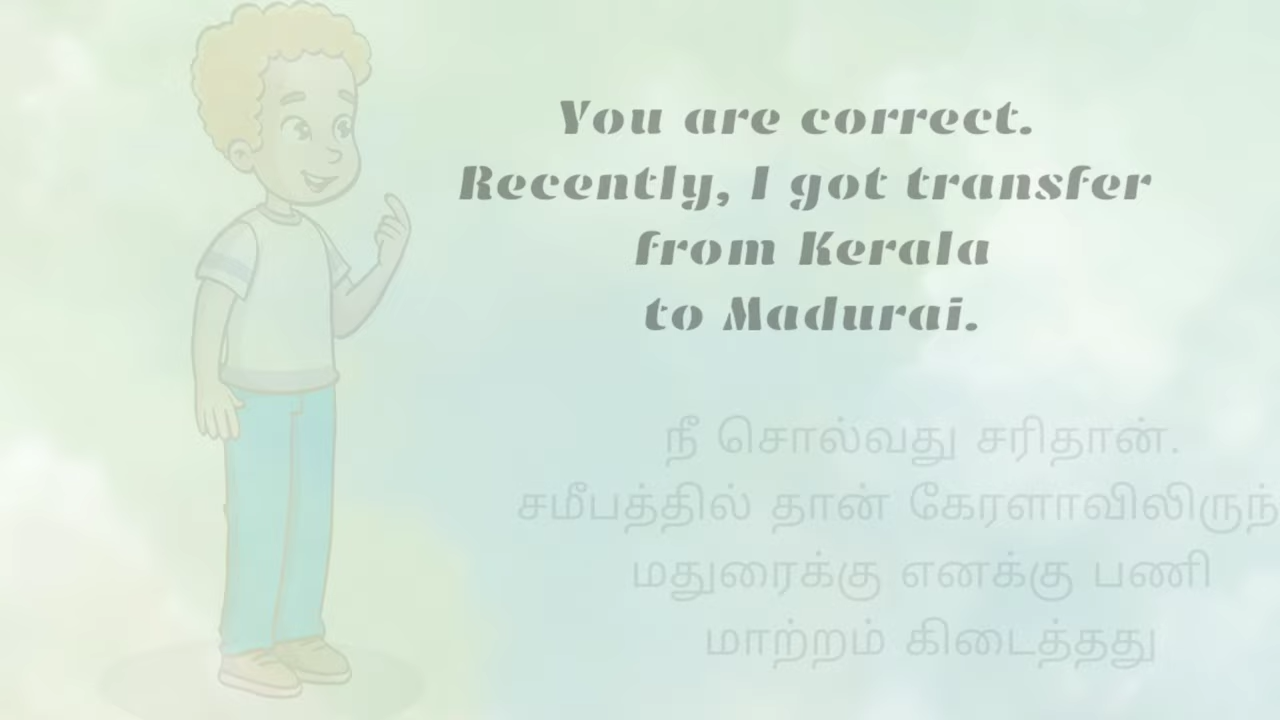 You are correct.
Recently, I got transfer
from Kerala
to Madurai.
நீ சொல்வது சரிதான்.
சமீபத்தில் தான்
மதுரைக்கு எனக்கு பணி
மாற்றம் கிடைத்தது